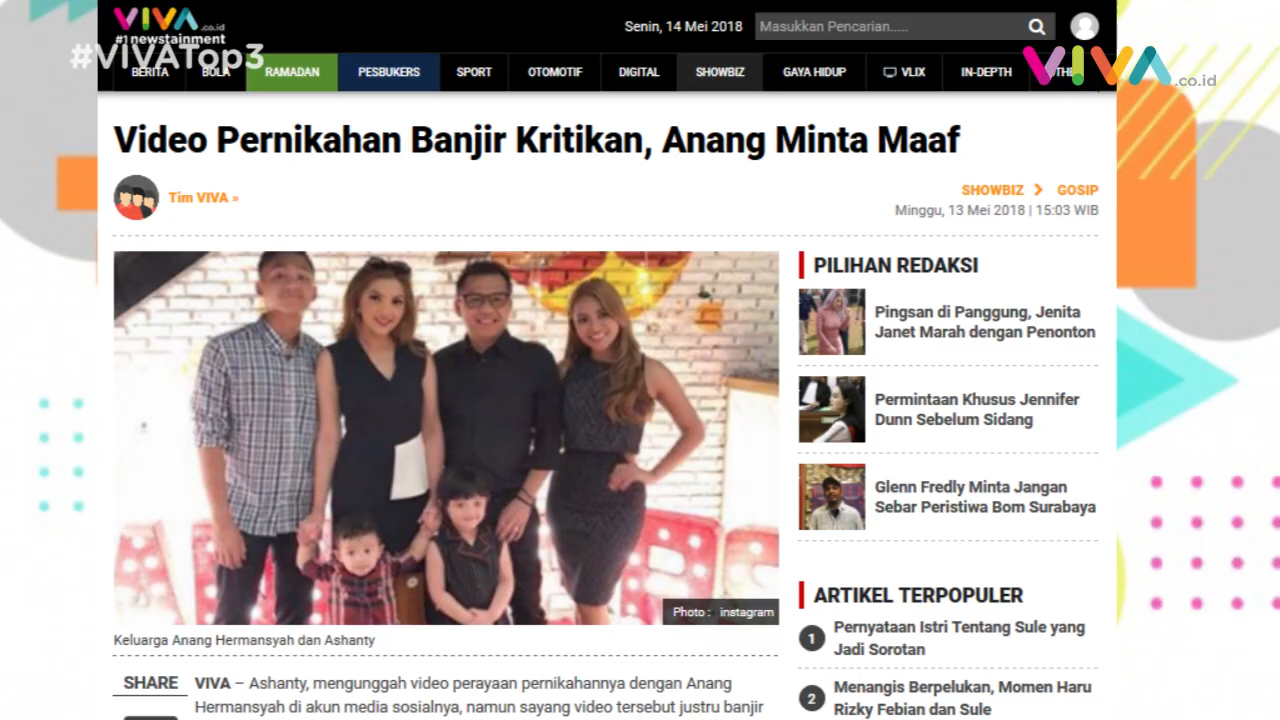 VIVA.co.id
#1 newstainment
#VIVATop3
Senin, 14 Mei 2018
Masukkan Pencarian.....
VIVA.co.id
BERITA
BOLA
RAMADAN
PESBUKERS
SPORT
OTOMOTIF
DIGITAL
SHOWBIZ
GAYA HIDUP
VLIX
IN-DEPTH
Video Pernikahan Banjir Kritikan, Anang Minta Maaf
Tim VIVA »
SHOWBIZ > GOSIP
Minggu, 13 Mei 2018 | 15:03 WIB
Photo : instagram
Keluarga Anang Hermansyah dan Ashanty
SHARE
VIVA – Ashanty, mengunggah video perayaan pernikahannya dengan Anang
Hermansyah di akun media sosialnya, namun sayang video tersebut justru banjir
PILIHAN REDAKSI
Pingsan di Panggung, Jenita
Janet Marah dengan Penonton
Permintaan Khusus Jennifer
Dunn Sebelum Sidang
Glenn Fredly Minta Jangan
Sebar Peristiwa Bom Surabaya
ARTIKEL TERPOPULER
1 Pernyataan Istri Tentang Sule yang
Jadi Sorotan
2 Menangis Berpelukan, Momen Haru
Rizky Febian dan Sule